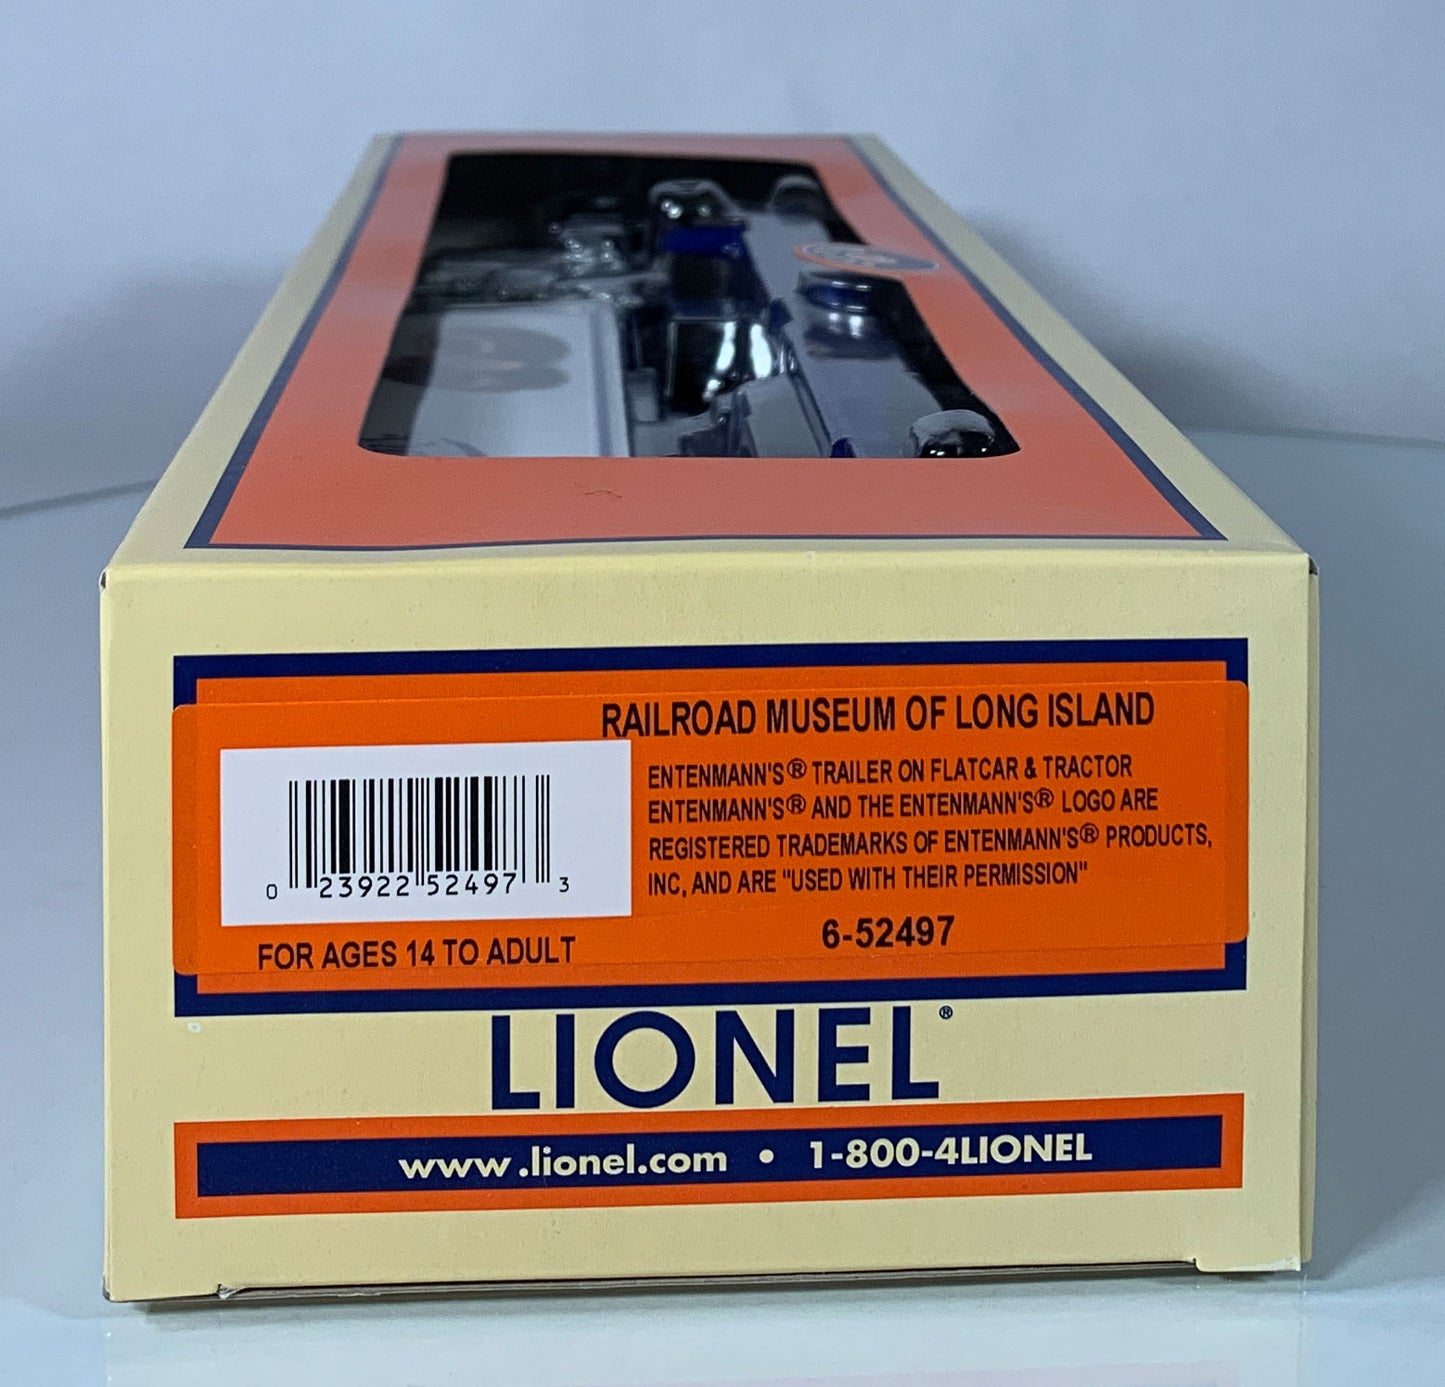 RAILROAD MUSEUM OF LONG ISLAND
ENTENMANN'S® TRAILER ON FLATCAR & TRACTOR
ENTENMANN'S® AND THE ENTENMANN'S® LOGO ARE
REGISTERED TRADEMARKS OF ENTENMANN'S® PRODUCTS,
INC, AND ARE "USED WITH THEIR PERMISSION"
0 23922 52497 3
6-52497
FOR AGES 14 TO ADULT
LIONEL®
www.lionel.com • 1-800-4LIONEL